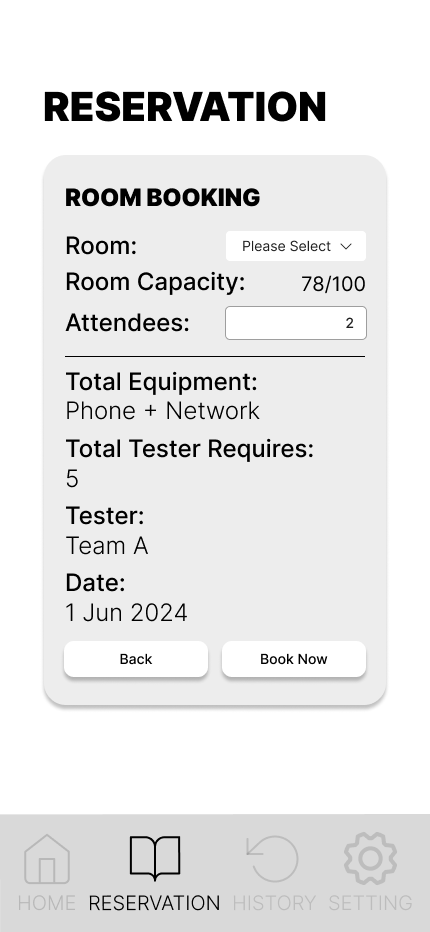 RESERVATION
ROOM BOOKING
Room: Please Select
Room Capacity: 78/100
Attendees: 2
Total Equipment:
Phone + Network
Total Tester Requires:
5
Tester:
Team A
Date:
1 Jun 2024
Back Book Now
HOME RESERVATION HISTORY SETTING